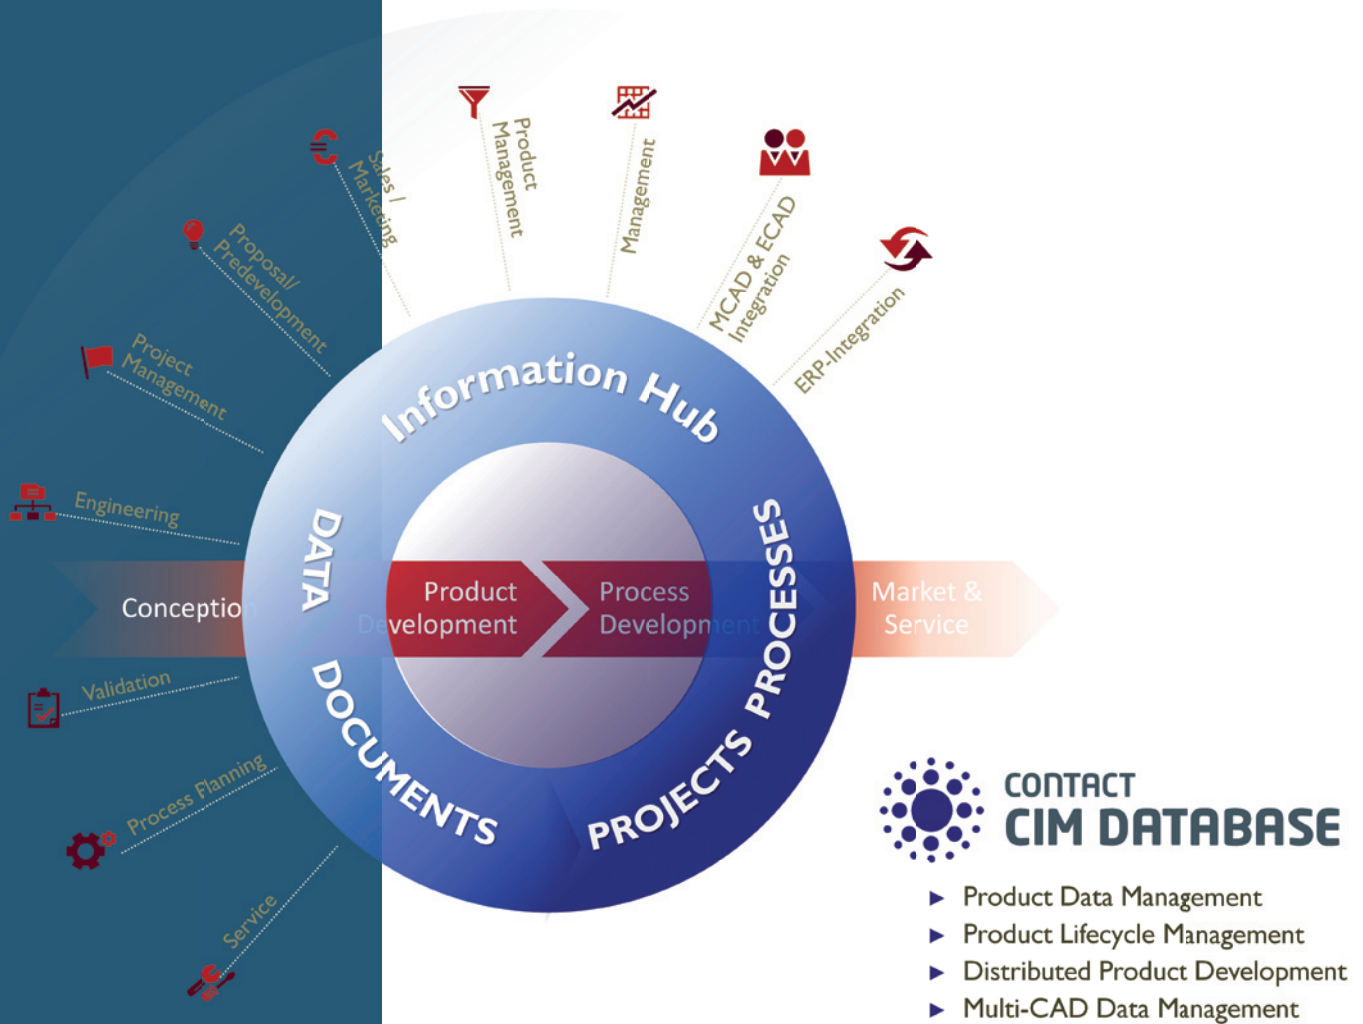 Product
Management
Management
Sales /
Marketing
MCAD & ECAD
Integration
Proposal/
Predevelopment
ERP-Integration
Project
Management
Information Hub
Engineering
DATA
PROCESSES
Conception
Product
Development
Process
Development
Market &
Service
Validation
DOCUMENTS
PROJECTS
Process Planning
Service
CONTACT
CIM DATABASE
► Product Data Management
► Product Lifecycle Management
► Distributed Product Development
► Multi-CAD Data Management